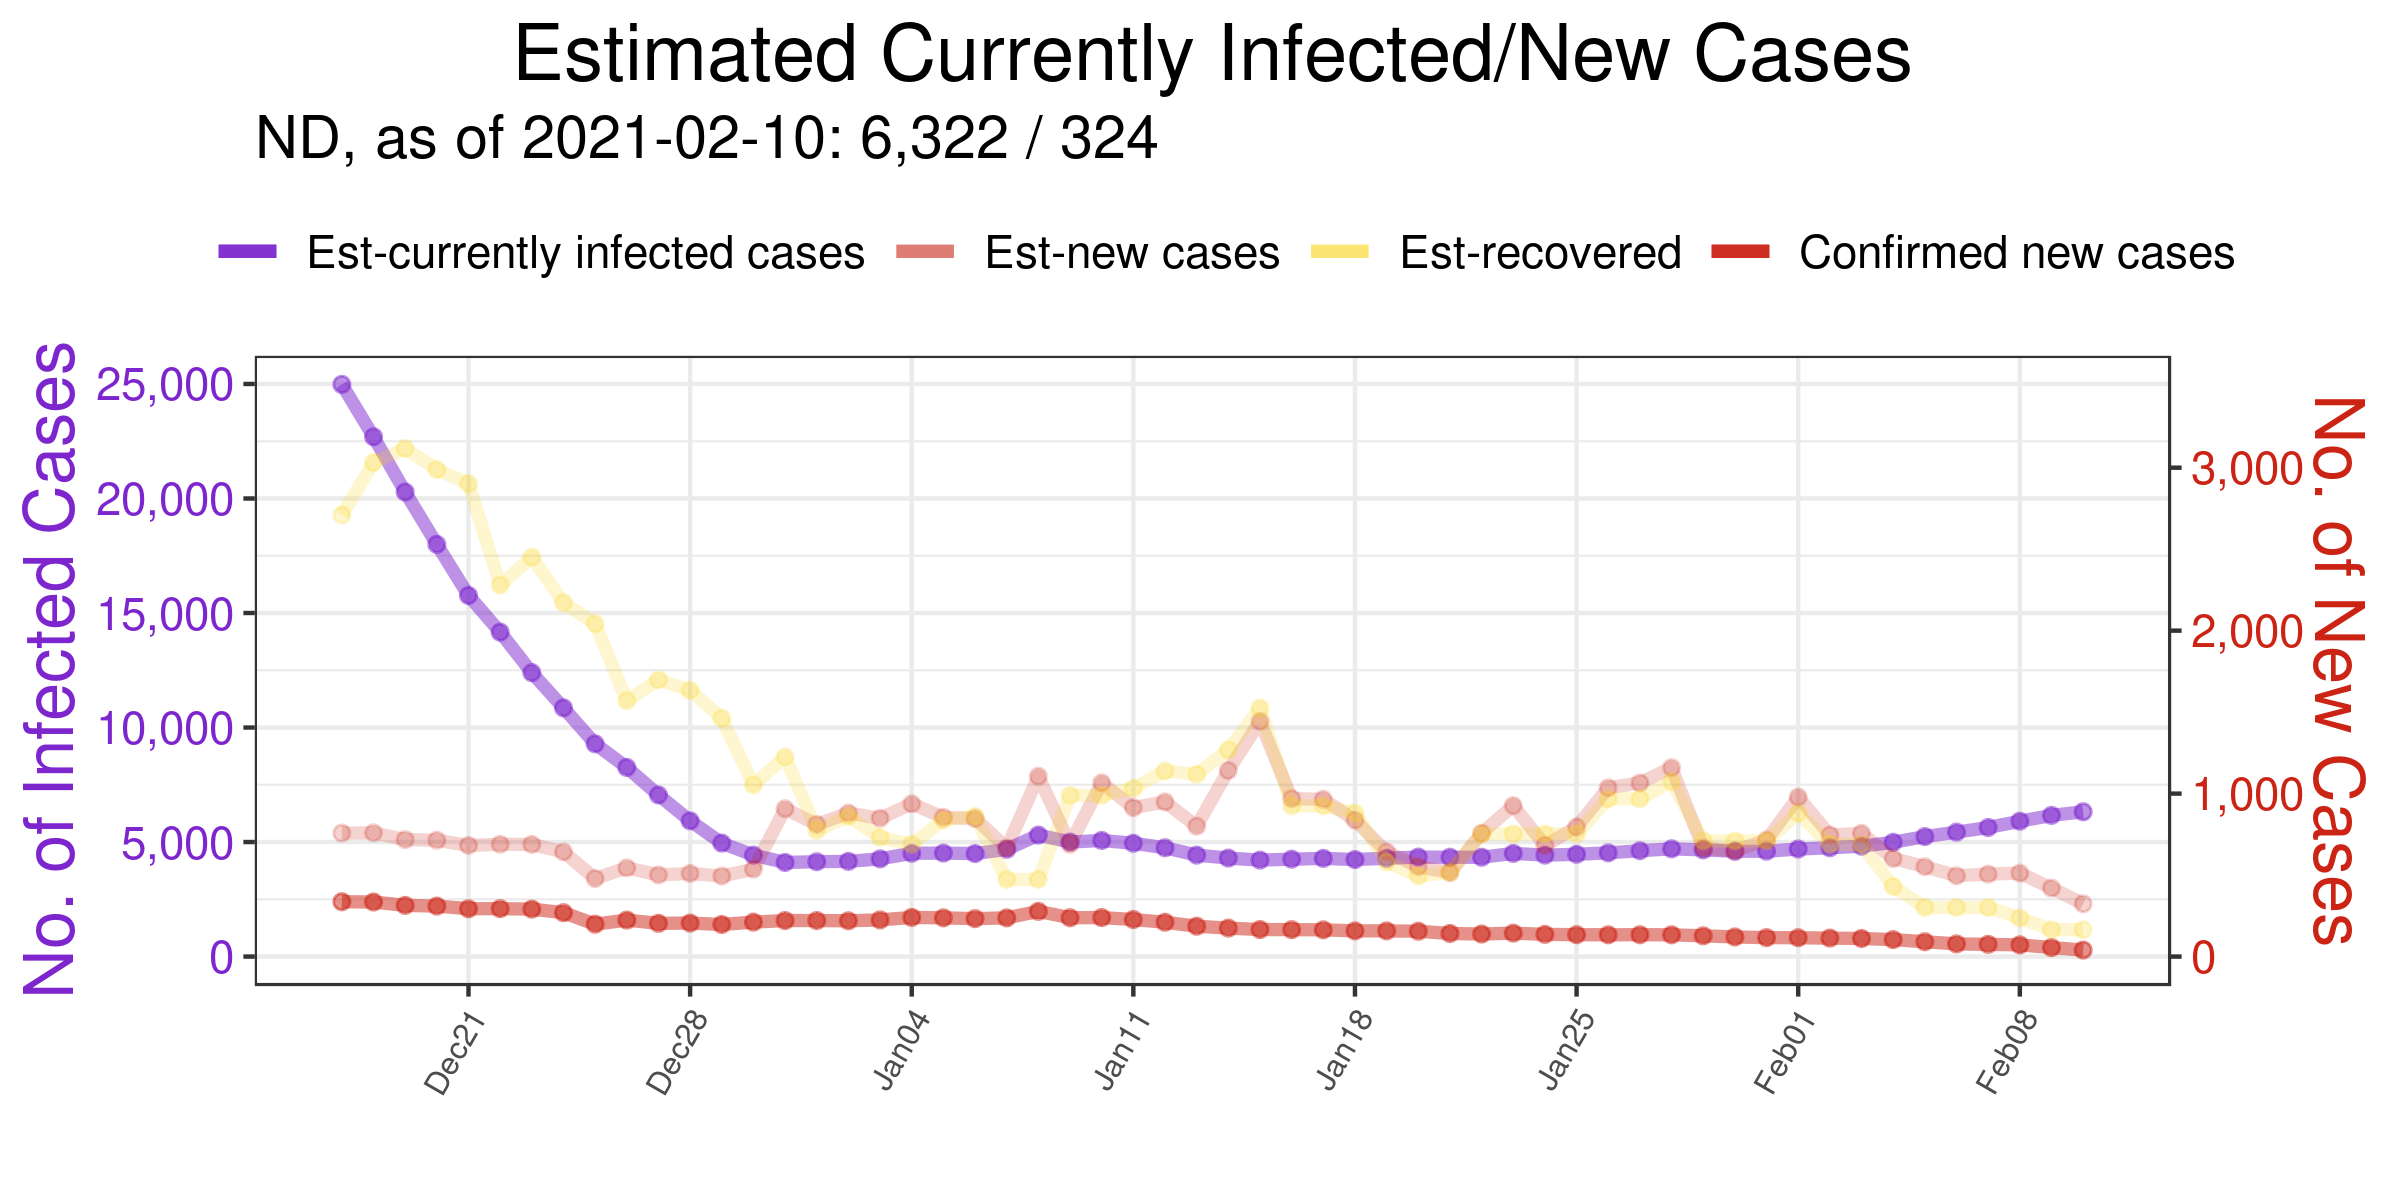 Estimated Currently Infected/New Cases
ND, as of 2021-02-10: 6,322 / 324
Est-currently infected cases
Est-new cases
Est-recovered
Confirmed new cases
No. of Infected Cases
25,000
20,000
15,000
10,000
5,000
0
3,000
2,000
1,000
0
No. of New Cases
Dec21
Dec28
Jan04
Jan11
Jan18
Jan25
Feb01
Feb08